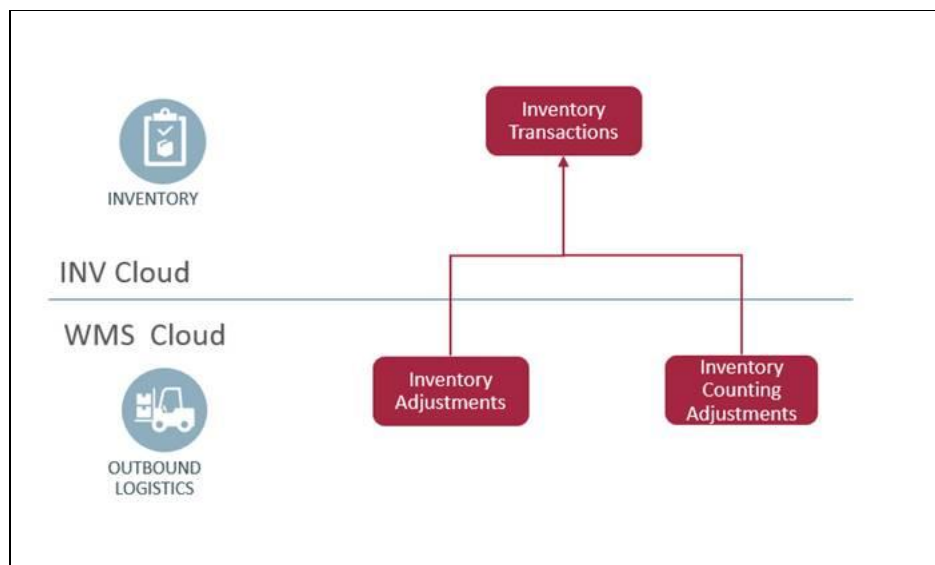 Inventory
Transactions
INVENTORY
INV Cloud
WMS Cloud
Inventory
Adjustments
Inventory
Counting
Adjustments
OUTBOUND
LOGISTICS